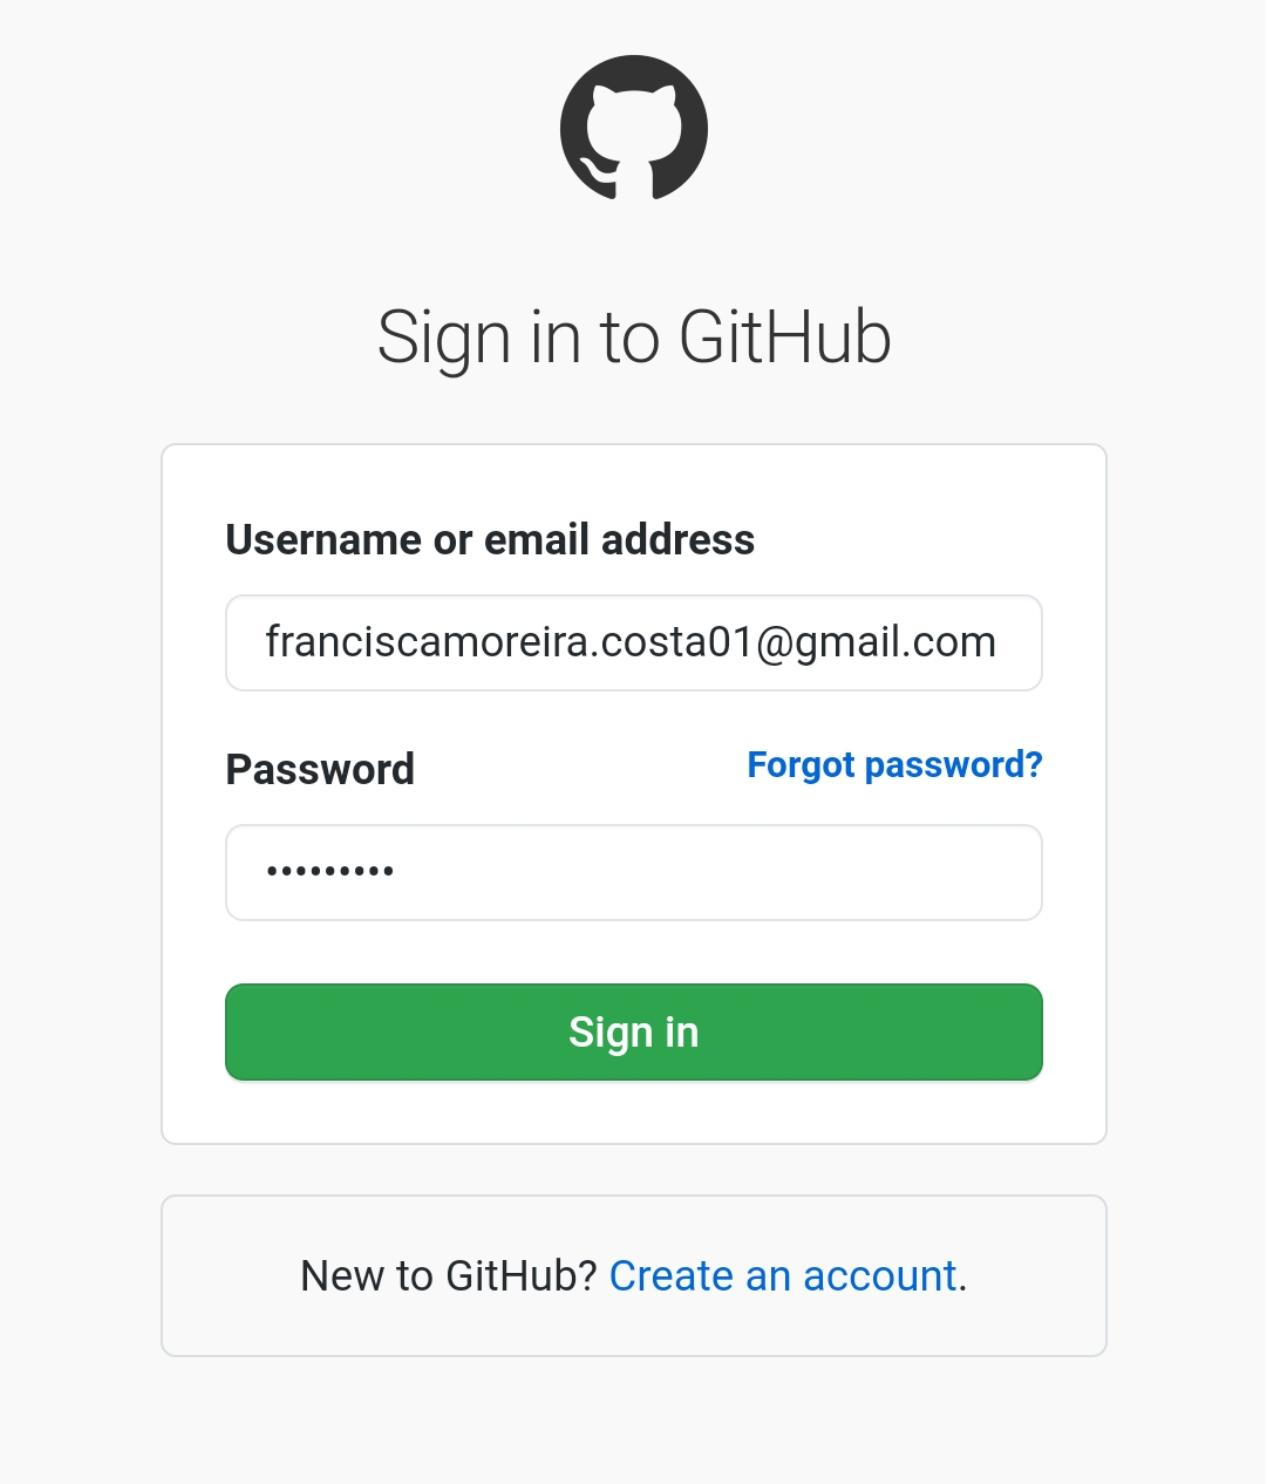 Sign in to GitHub
Username or email address
franciscamoreira.costa01@gmail.com
Password Forgot password?
•••••••••
Sign in
New to GitHub? Create an account.